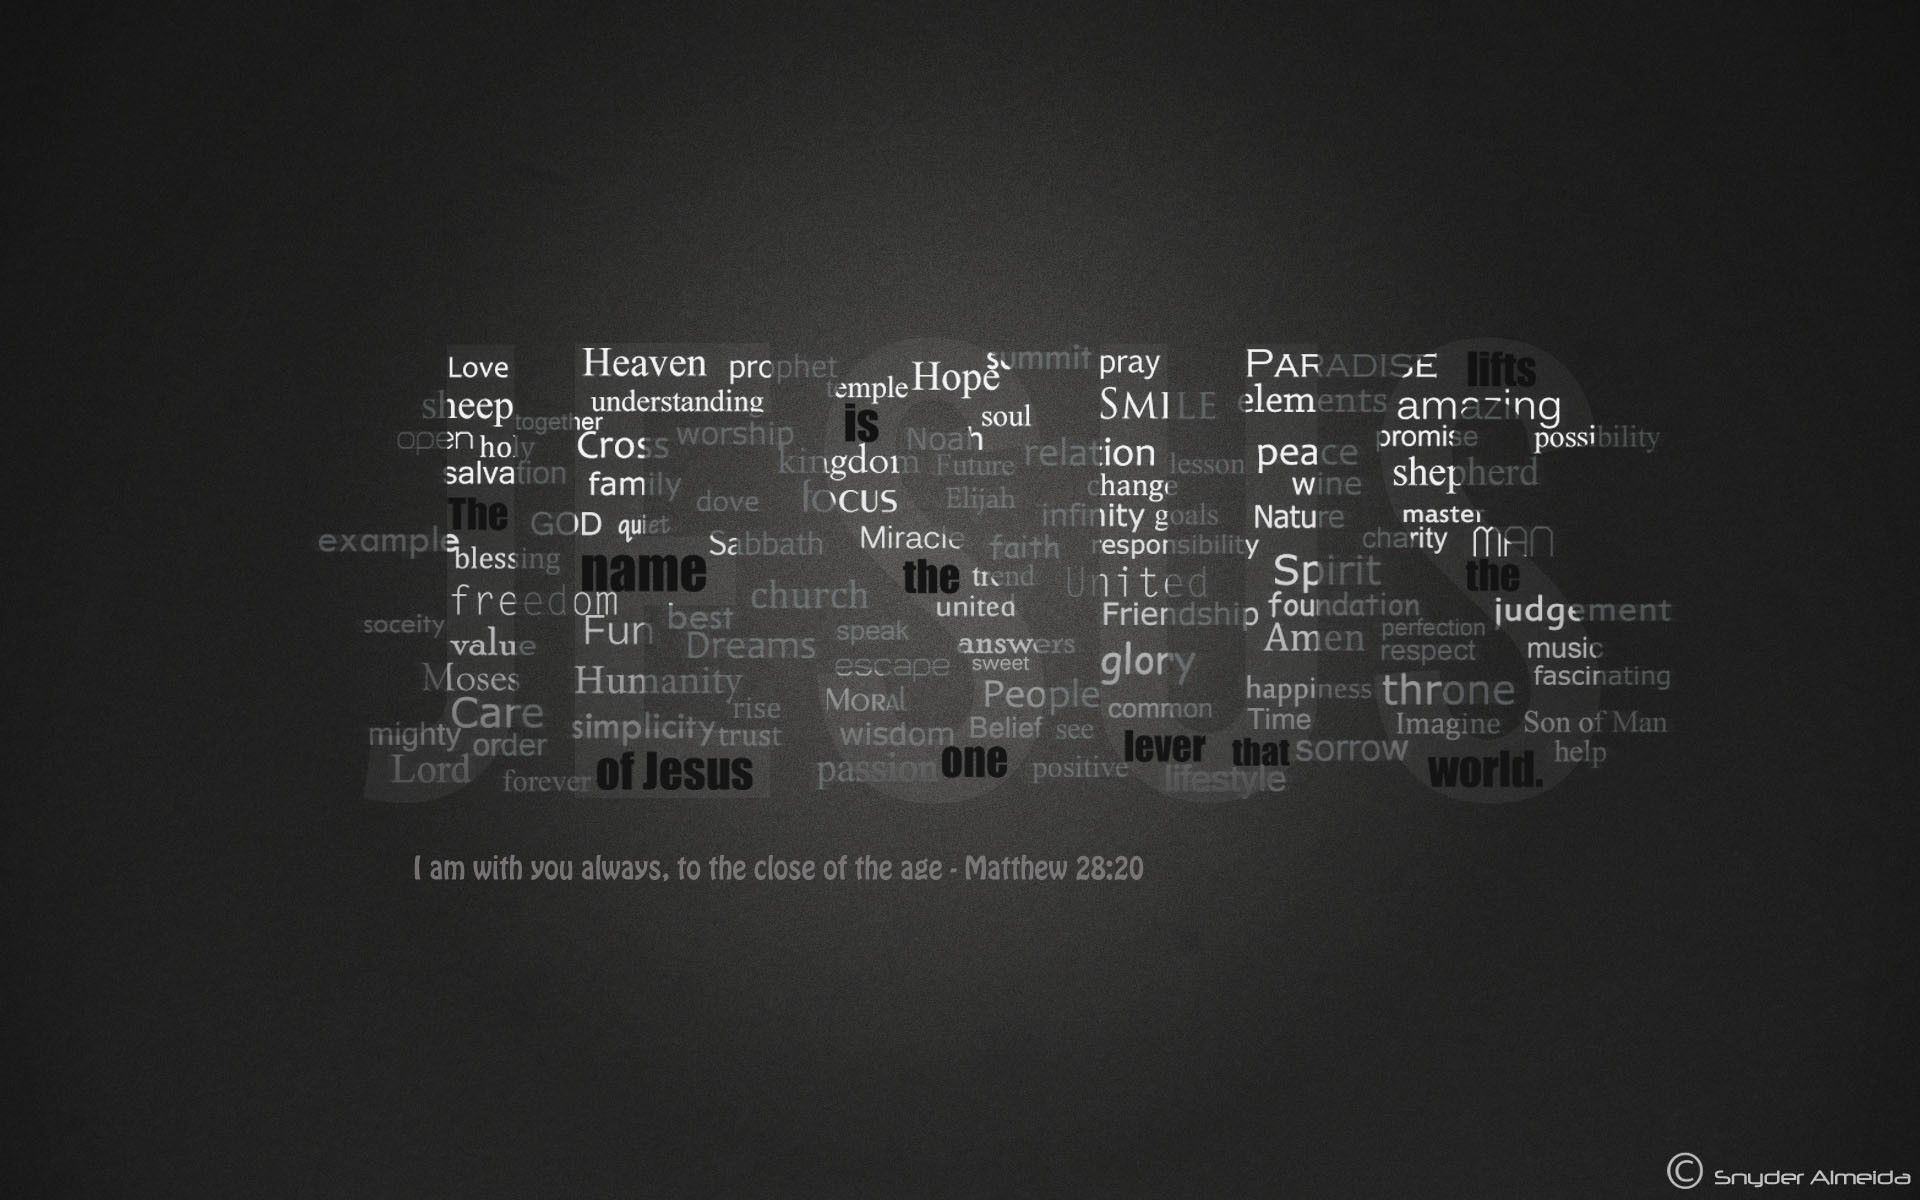 JESUS
Love Heaven prophet temple Hope summit pray PARADISE lifts
sheep together understanding is soul SMILE elements amazing
open holy Cross worship Noah relation lesson peace promise possibility
salvation family kingdom Future change wine shepherd
The GOD quiet dove focus Elijah infinity goals Nature master
example blessing name Sabbath Miracle faith responsibility charity MAN
freedom church the trend United Spirit the
soceity Fun best speak united Friendship foundation judgement
value Dreams escape answers sweet glory Amen perfection respect music
Moses Humanity MORAL People happiness throne fascinating
Care simplicity rise wisdom Belief see common Time Imagine Son of Man
mighty order trust one lever that sorrow help
Lord forever of Jesus passion positive lifestyle world.
I am with you always, to the close of the age - Matthew 28:20
© Snyder Almeida